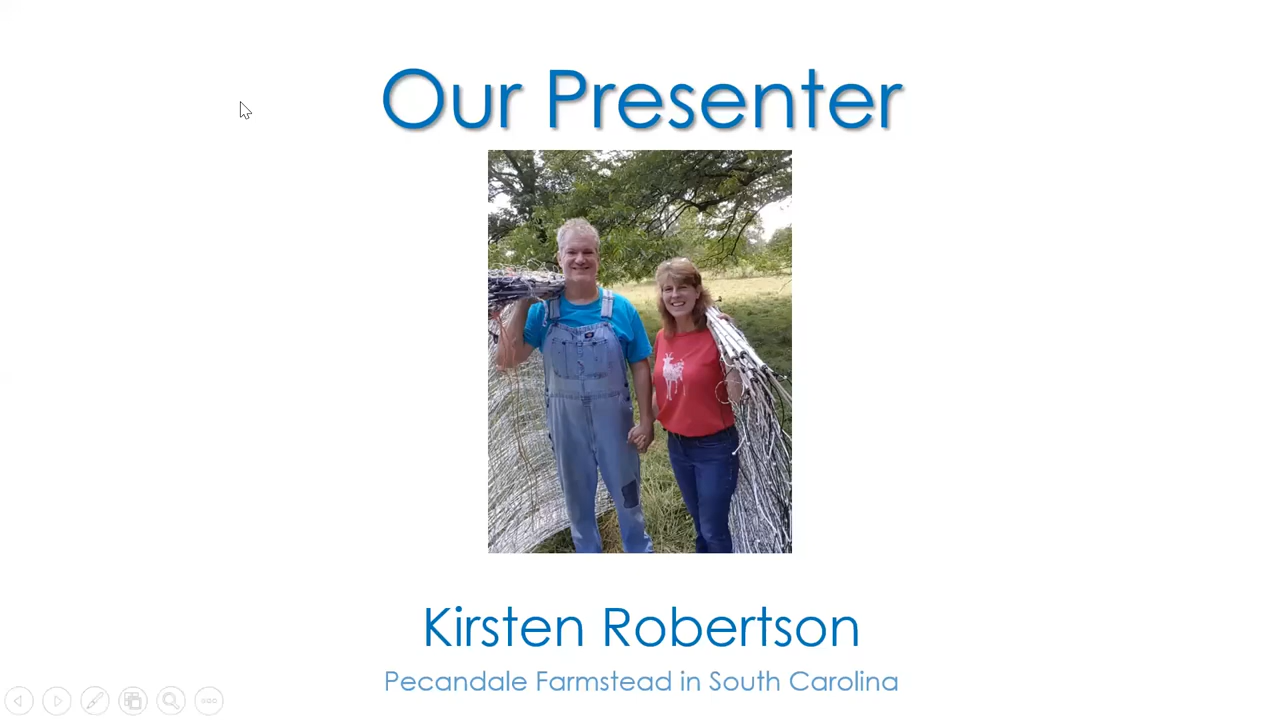 Our Presenter
Kirsten Robertson
Pecandale Farmstead in South Carolina